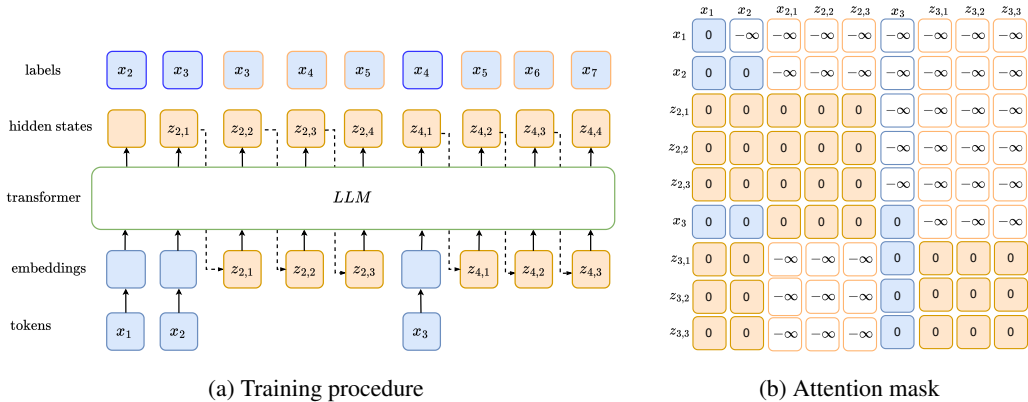 labels x₂ x₃ x₃ x₄ x₅ x₄ x₅ x₆ x₇
hidden states z₂,₁ z₂,₂ z₂,₃ z₂,₄ z₄,₁ z₄,₂ z₄,₃ z₄,₄
transformer LLM
embeddings z₂,₁ z₂,₂ z₂,₃ z₄,₁ z₄,₂ z₄,₃
tokens x₁ x₂ x₃
(a) Training procedure
x₁ x₂ x₂,₁ z₂,₂ z₂,₃ x₃ z₃,₁ z₃,₂ z₃,₃
x₁ 0 −∞ −∞ −∞ −∞ −∞ −∞ −∞ −∞
x₂ 0 0 −∞ −∞ −∞ −∞ −∞ −∞ −∞
z₂,₁ 0 0 0 0 0 −∞ −∞ −∞ −∞
z₂,₂ 0 0 0 0 0 −∞ −∞ −∞ −∞
z₂,₃ 0 0 0 0 0 −∞ −∞ −∞ −∞
x₃ 0 0 0 0 0 0 −∞ −∞ −∞
z₃,₁ 0 0 −∞ −∞ −∞ 0 0 0 0
z₃,₂ 0 0 −∞ −∞ −∞ 0 0 0 0
z₃,₃ 0 0 −∞ −∞ −∞ 0 0 0 0
(b) Attention mask